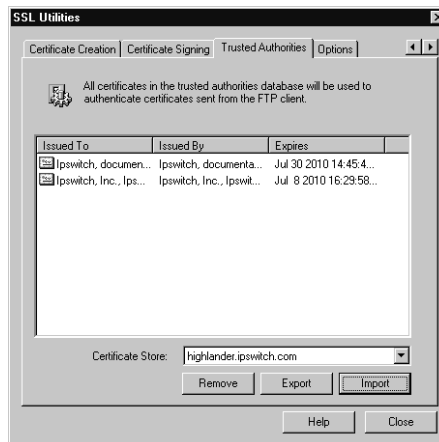 SSL Utilities
Certificate Creation Certificate Signing Trusted Authorities Options
All certificates in the trusted authorities database will be used to
authenticate certificates sent from the FTP client.
Issued To Issued By Expires
Ipswitch, documen... Ipswitch, documenta... Jul 30 2010 14:45:4...
Ipswitch, Inc., Ips... Ipswitch, Inc., Ipswit... Jul 8 2010 16:29:58...
Certificate Store: highlander.ipswitch.com
Remove Export Import
Help Close